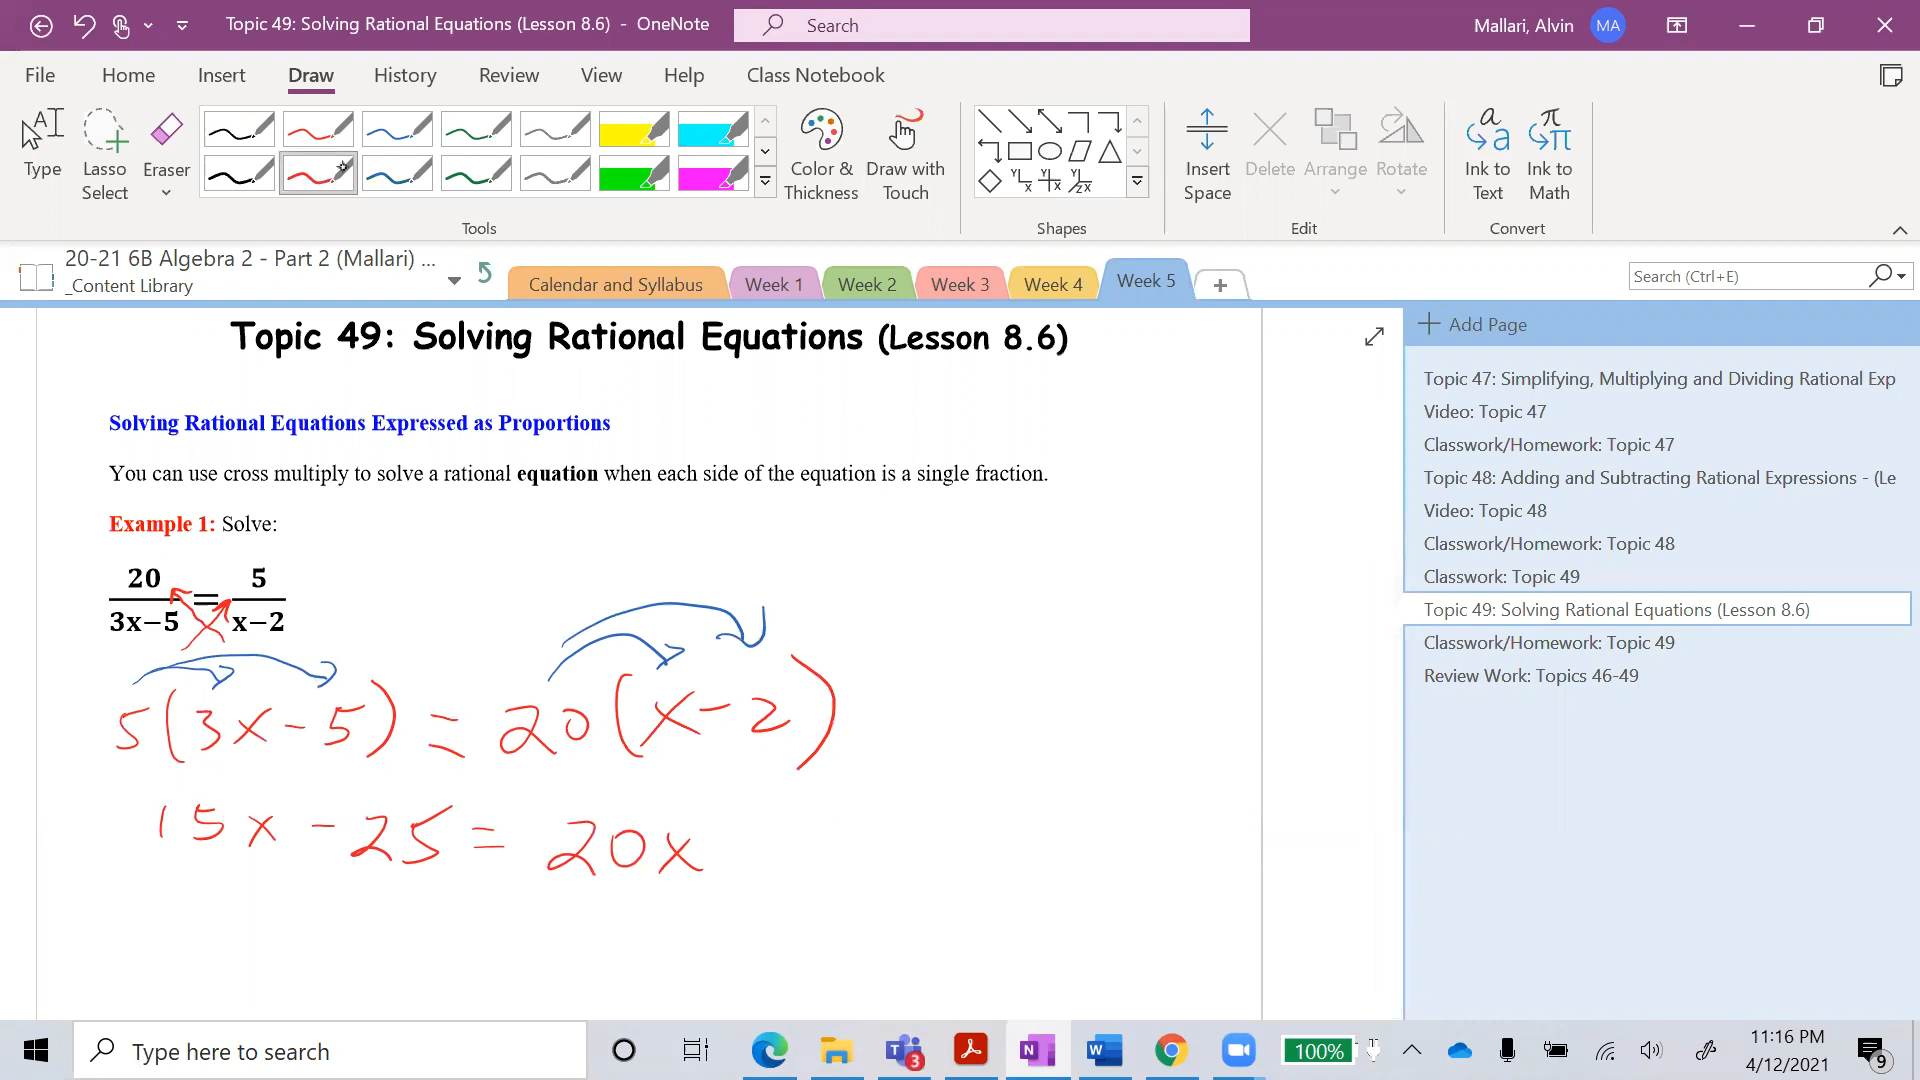 Topic 49: Solving Rational Equations (Lesson 8.6) - OneNote
Search
Mallari, Alvin
MA
File Home Insert Draw History Review View Help Class Notebook
Type
Lasso Select
Eraser
Color & Thickness
Draw with Touch
Insert Space
Delete
Arrange
Rotate
Ink to Text
Ink to Math
Tools
Shapes
Edit
Convert
20-21 6B Algebra 2 - Part 2 (Mallari) ...
_Content Library
Calendar and Syllabus
Week 1
Week 2
Week 3
Week 4
Week 5
Search (Ctrl+E)
Topic 49: Solving Rational Equations (Lesson 8.6)
Solving Rational Equations Expressed as Proportions
You can use cross multiply to solve a rational equation when each side of the equation is a single fraction.
Example 1: Solve:
20 = 5
3x−5 x−2
5(3x-5) = 20(x-2)
15x - 25 = 20x
Add Page
Topic 47: Simplifying, Multiplying and Dividing Rational Exp
Video: Topic 47
Classwork/Homework: Topic 47
Topic 48: Adding and Subtracting Rational Expressions - (Le
Video: Topic 48
Classwork/Homework: Topic 48
Classwork: Topic 49
Topic 49: Solving Rational Equations (Lesson 8.6)
Classwork/Homework: Topic 49
Review Work: Topics 46-49
Type here to search
3
N
W
100%
11:16 PM
4/12/2021
9